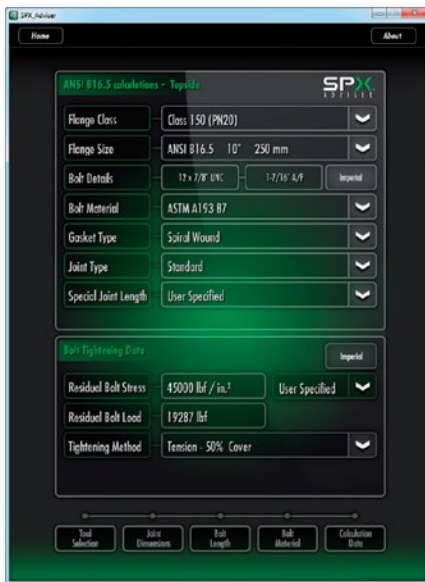 SPX_Adviser
Home About
ANSI B16.5 calculations - Topside SPX
ADVISER
Flange Class Class 150 (PN20)
Flange Size ANSI B16.5 10" 250 mm
Bolt Details 12 x 7/8" UNC 1-7/16" A/F Imperial
Bolt Material ASTM A193 B7
Gasket Type Spiral Wound
Joint Type Standard
Special Joint Length User Specified
Bolt Tightening Data Imperial
Residual Bolt Stress 45000 lbf / in.² User Specified
Residual Bolt Load 19287 lbf
Tightening Method Tension - 50% Cover
Tool Joint Bolt Bolt Calculation
Selection Dimensions Length Material Data